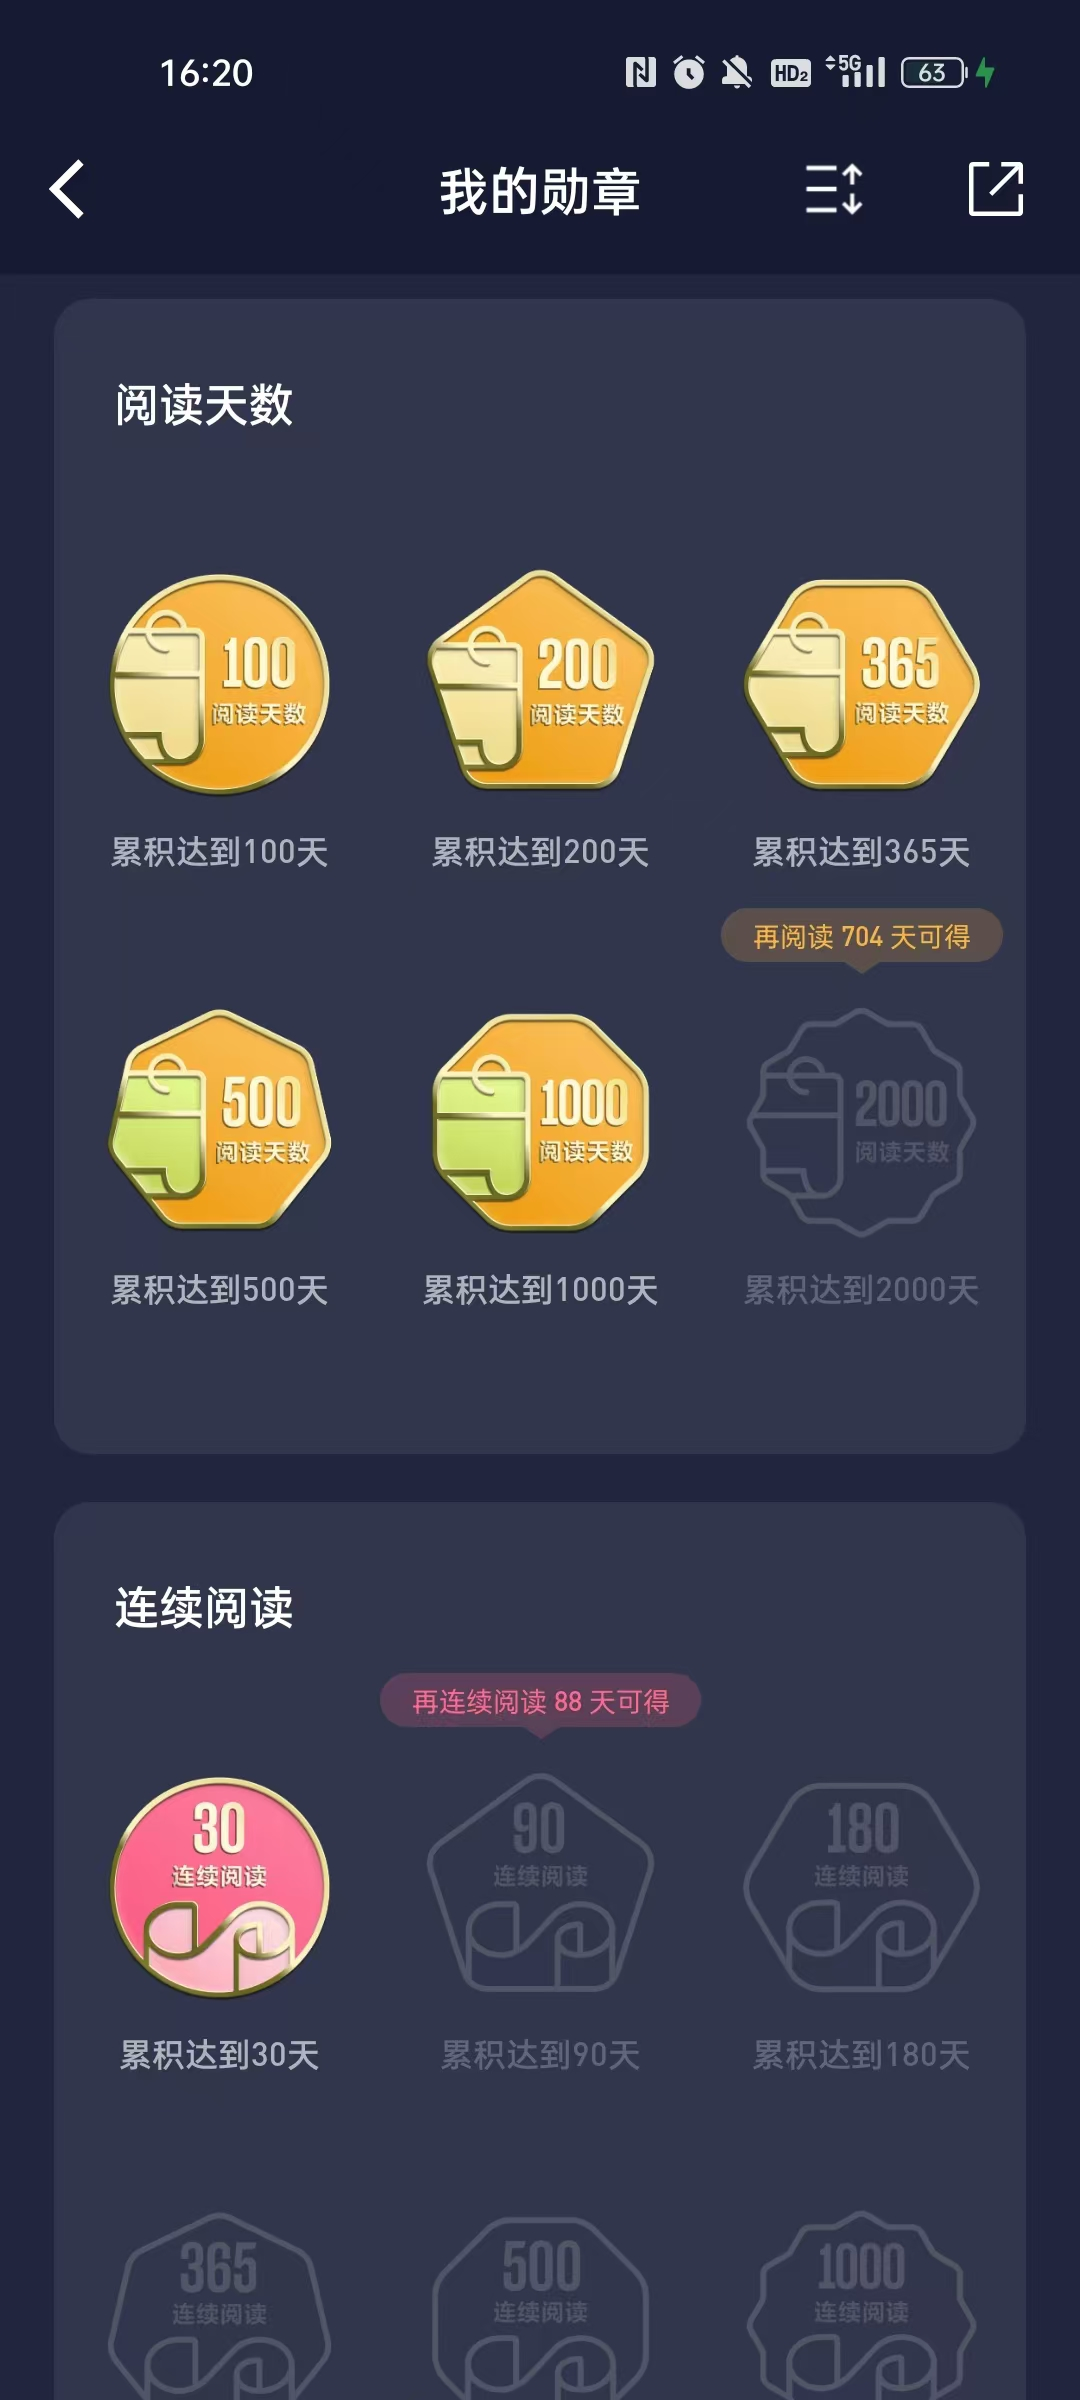 16:20
HD2 5G 63
我的勋章
阅读天数
100 200 365
阅读天数 阅读天数 阅读天数
累积达到100天 累积达到200天 累积达到365天
再阅读 704 天可得
500 1000 2000
阅读天数 阅读天数 阅读天数
累积达到500天 累积达到1000天 累积达到2000天
连续阅读
再连续阅读 88 天可得
30 90 180
连续阅读 连续阅读 连续阅读
累积达到30天 累积达到90天 累积达到180天
365 500 1000
连续阅读 连续阅读 连续阅读